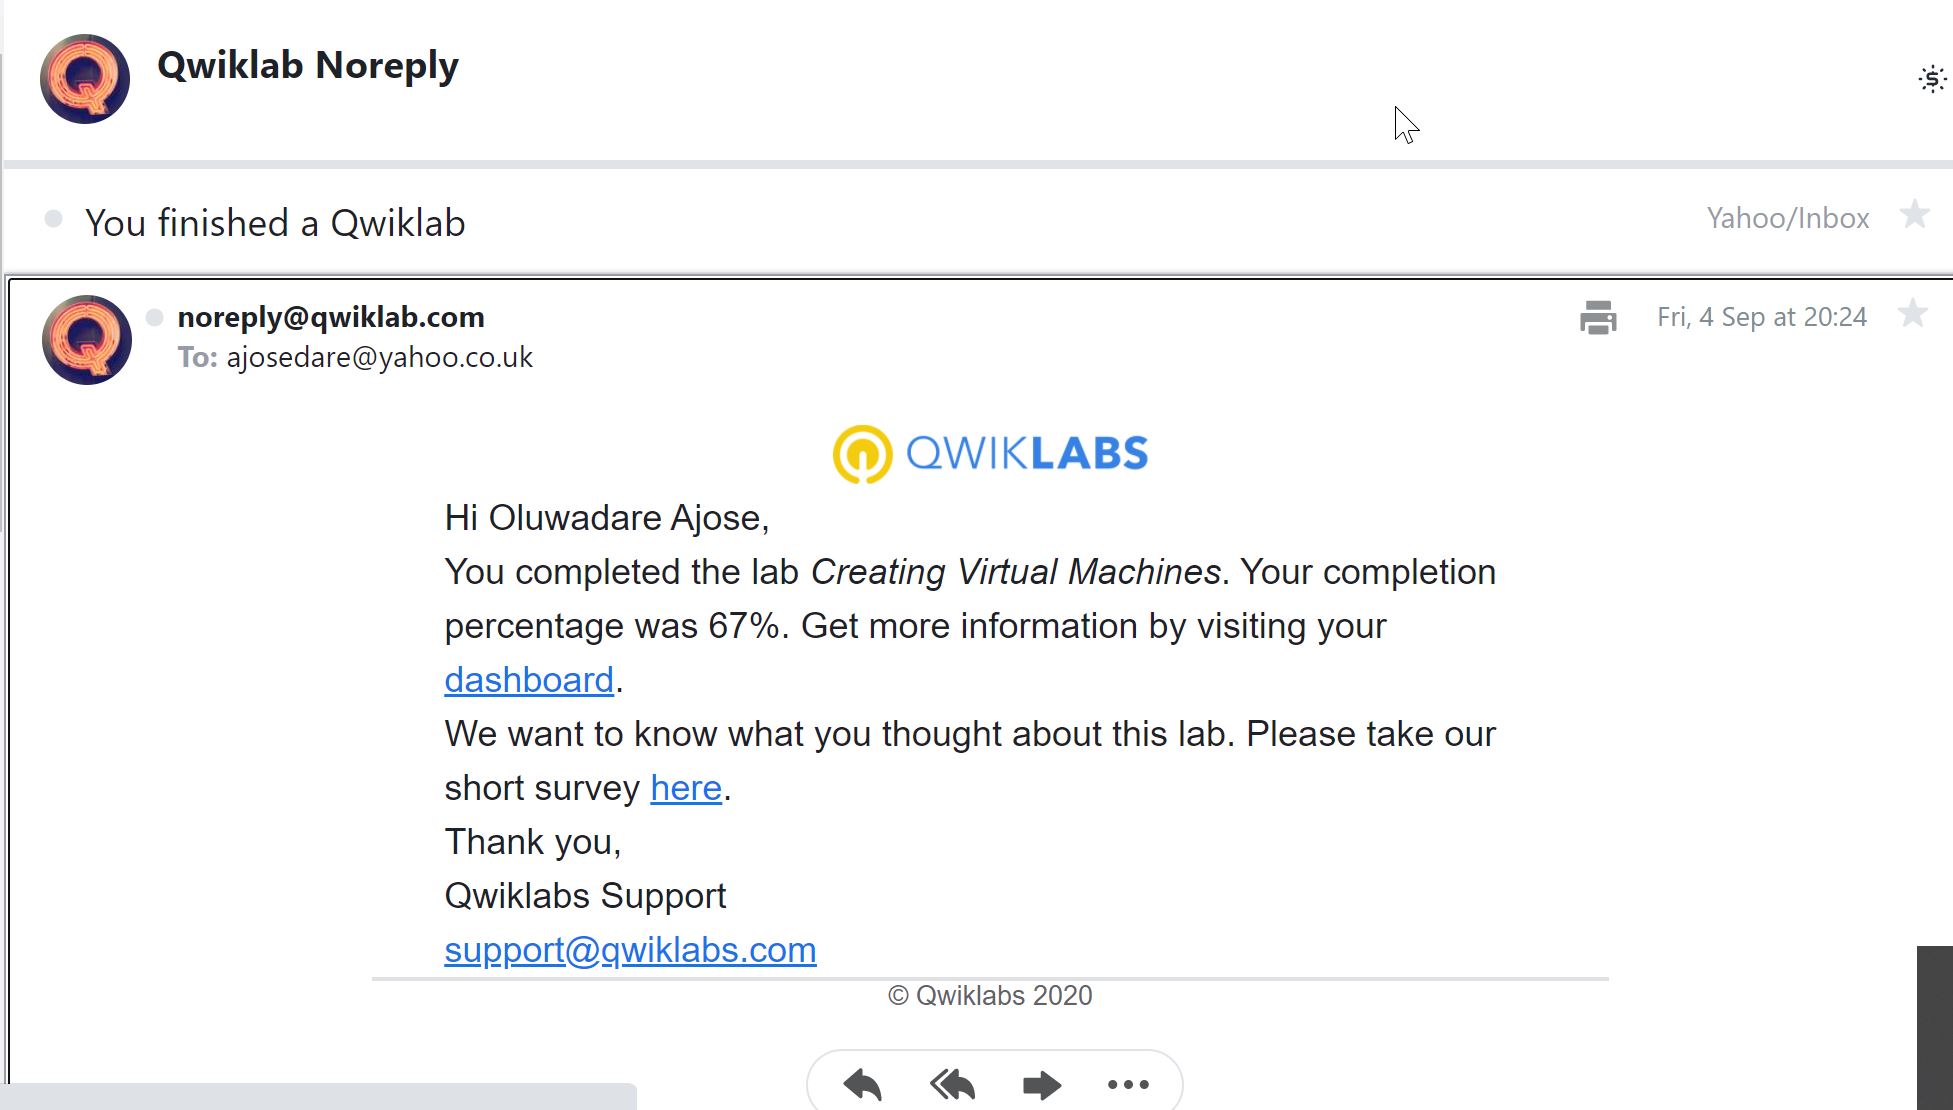 Qwiklab Noreply
You finished a Qwiklab
Yahoo/Inbox
noreply@qwiklab.com
Fri, 4 Sep at 20:24
To: ajosedare@yahoo.co.uk
QWIKLABS
Hi Oluwadare Ajose,
You completed the lab Creating Virtual Machines. Your completion
percentage was 67%. Get more information by visiting your
dashboard.
We want to know what you thought about this lab. Please take our
short survey here.
Thank you,
Qwiklabs Support
support@qwiklabs.com
© Qwiklabs 2020